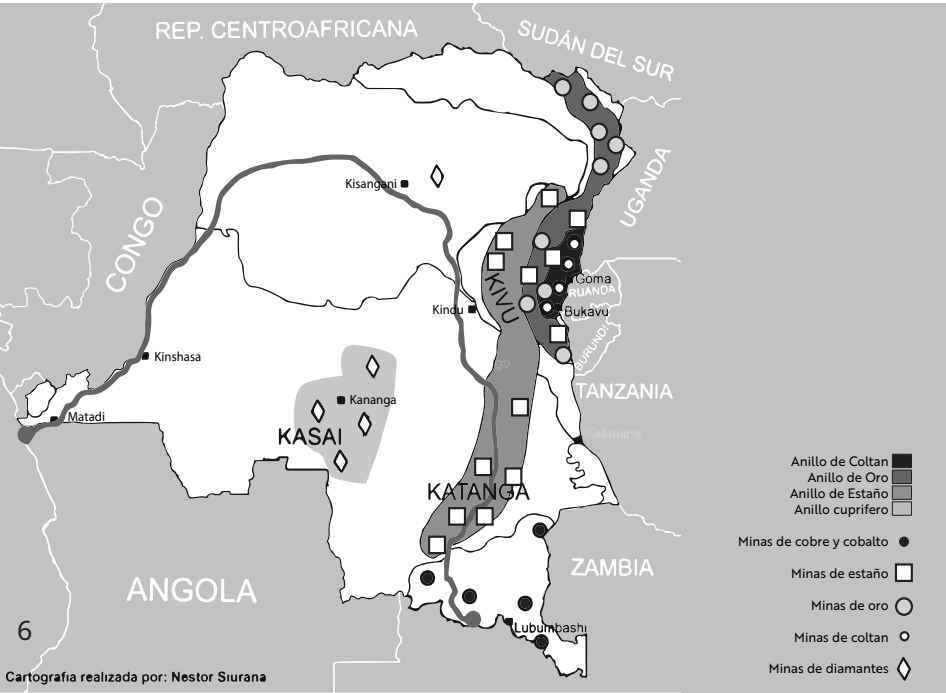 REP. CENTROAFRICANA
SUDÁN DEL SUR
UGANDA
CONGO
Kisangani
KIVU
Goma
RUANDA
Bukavu
Kindu
BURUNDI
Kinshasa
TANZANIA
Kananga
Matadi
KASAI
KATANGA
ZAMBIA
ANGOLA
Lubumbashi
6
Cartografia realizada por: Nestor Siurana
Anillo de Coltan
Anillo de Oro
Anillo de Estaño
Anillo cuprifero
Minas de cobre y cobalto
Minas de estaño
Minas de oro
Minas de coltan
Minas de diamantes